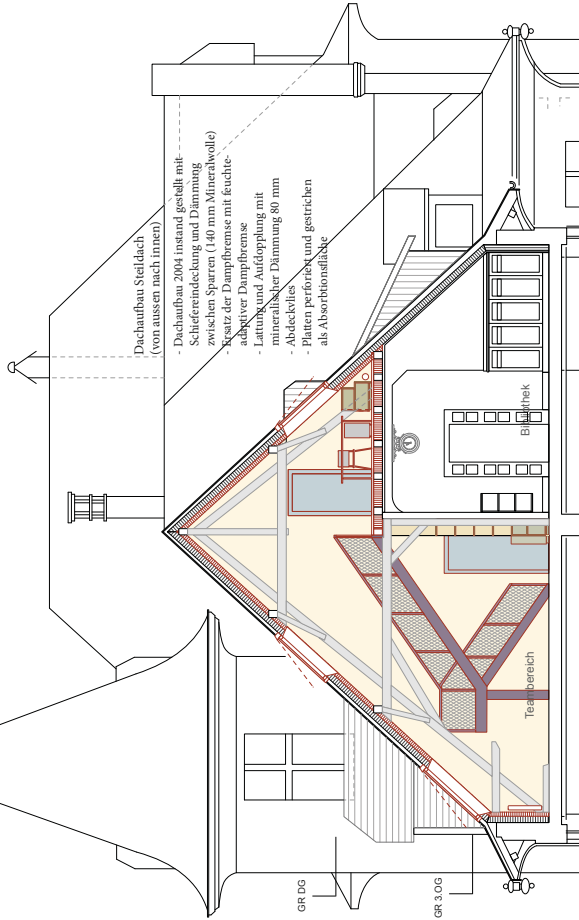 Dachaufbau Steildach
(von aussen nach innen)
- Dachaufbau 2004 instand gestellt mit
Schiefereindeckung und Dämmung
zwischen Sparren (140 mm Mineralwolle)
- Ersatz der Dampfbremse mit feuchte-
adaptiver Dampfbremse
- Lattung und Aufdopplung mit
mineralischer Dämmung 80 mm
- Abdeckvlies
- Platten perforiert und gestrichen
als Absorbtionsfläche
Bibliothek
Teambereich
GR DG
GR 3.OG